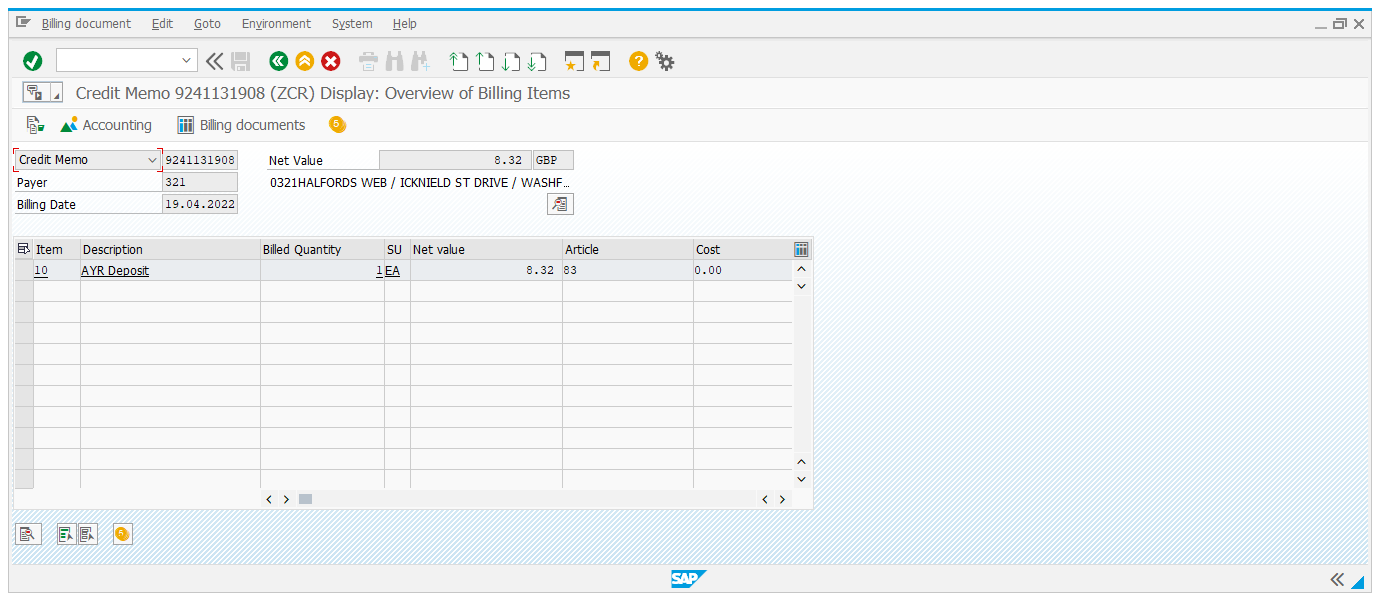 Billing document Edit Goto Environment System Help
Credit Memo 9241131908 (ZCR) Display: Overview of Billing Items
Accounting Billing documents
Credit Memo 9241131908 Net Value 8.32 GBP
Payer 321 0321HALFORDS WEB / ICKNIELD ST DRIVE / WASHF...
Billing Date 19.04.2022
Item Description Billed Quantity SU Net value Article Cost
10 AYR Deposit 1 EA 8.32 83 0.00
SAP